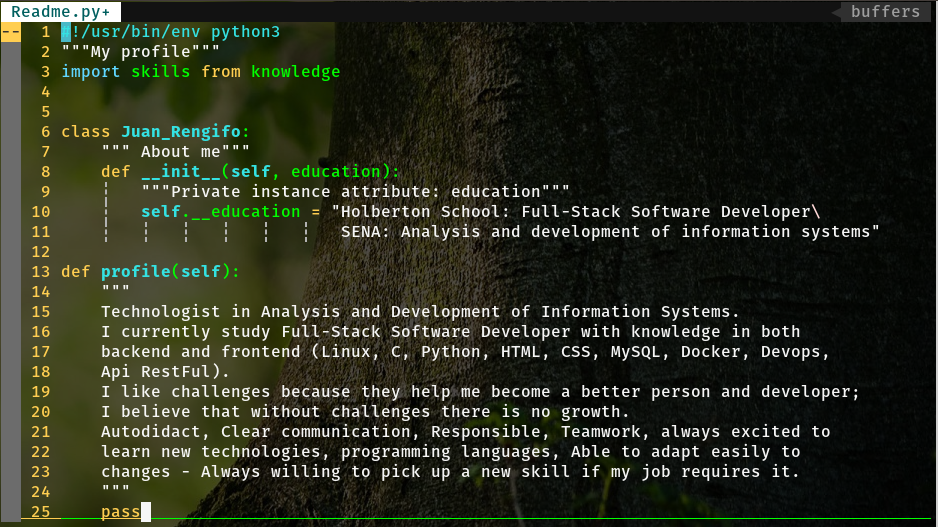 Readme.py+ buffers
-- 1 #!/usr/bin/env python3
2 """My profile"""
3 import skills from knowledge
4
5
6 class Juan_Rengifo:
7     """ About me"""
8     def __init__(self, education):
9     ¦   """Private instance attribute: education"""
10     ¦   self.__education = "Holberton School: Full-Stack Software Developer\
11     ¦   ¦   ¦   ¦   ¦   ¦   SENA: Analysis and development of information systems"
12
13 def profile(self):
14     """
15     Technologist in Analysis and Development of Information Systems.
16     I currently study Full-Stack Software Developer with knowledge in both
17     backend and frontend (Linux, C, Python, HTML, CSS, MySQL, Docker, Devops,
18     Api RestFul).
19     I like challenges because they help me become a better person and developer;
20     I believe that without challenges there is no growth.
21     Autodidact, Clear communication, Responsible, Teamwork, always excited to
22     learn new technologies, programming languages, Able to adapt easily to
23     changes - Always willing to pick up a new skill if my job requires it.
24     """
25     pass